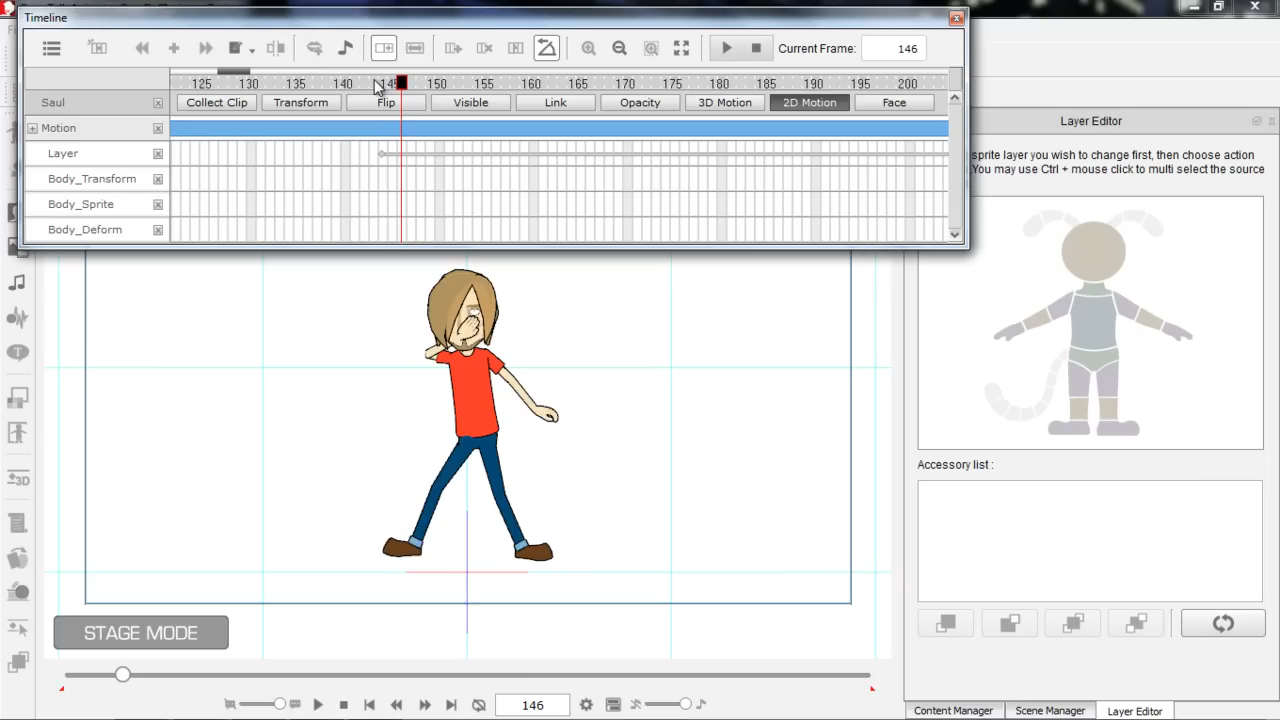 Timeline
Current Frame: 146
125 130 135 140 145 150 155 160 165 170 175 180 185 190 195 200
Saul Collect Clip Transform Flip Visible Link Opacity 3D Motion 2D Motion Face
Motion
Layer
Body_Transform
Body_Sprite
Body_Deform
Layer Editor
sprite layer you wish to change first, then choose action
You may use Ctrl + mouse click to multi select the source
Accessory list :
STAGE MODE
146
Content Manager Scene Manager Layer Editor